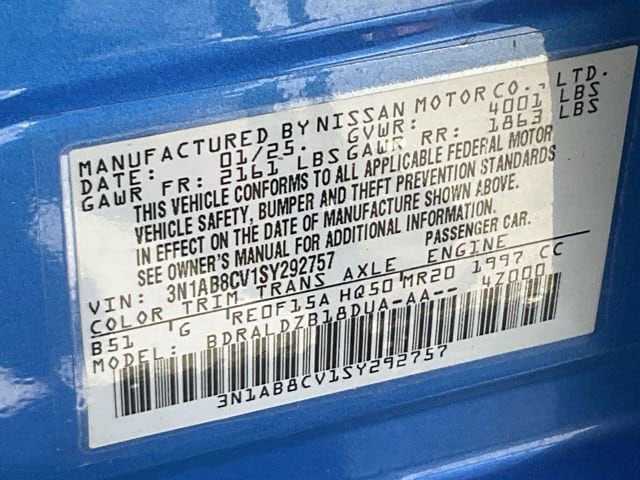 MANUFACTURED BY NISSAN MOTOR CO., LTD.
DATE: 01/25. GVWR: 4001 LBS
GAWR FR: 2161 LBS GAWR RR: 1863 LBS
THIS VEHICLE CONFORMS TO ALL APPLICABLE FEDERAL MOTOR
VEHICLE SAFETY, BUMPER AND THEFT PREVENTION STANDARDS
IN EFFECT ON THE DATE OF MANUFACTURE SHOWN ABOVE.
SEE OWNER'S MANUAL FOR ADDITIONAL INFORMATION.
VIN: 3N1AB8CV1SY292757 PASSENGER CAR.
COLOR TRIM TRANS AXLE ENGINE
B51 G RE0F15A HQ50 MR20 1997 CC
MODEL: BDRALDZB18DUA-AA-- 4Z000
3N1AB8CV1SY292757